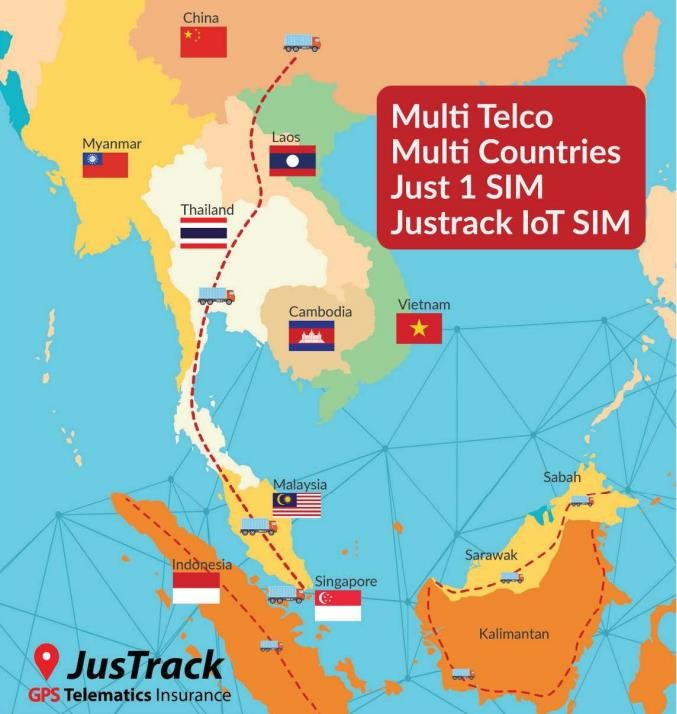 China
Multi Telco
Multi Countries
Just 1 SIM
Justrack IoT SIM
Myanmar
Laos
Thailand
Cambodia
Vietnam
Malaysia
Sabah
Sarawak
Indonesia
Singapore
Kalimantan
JusTrack
GPS Telematics Insurance